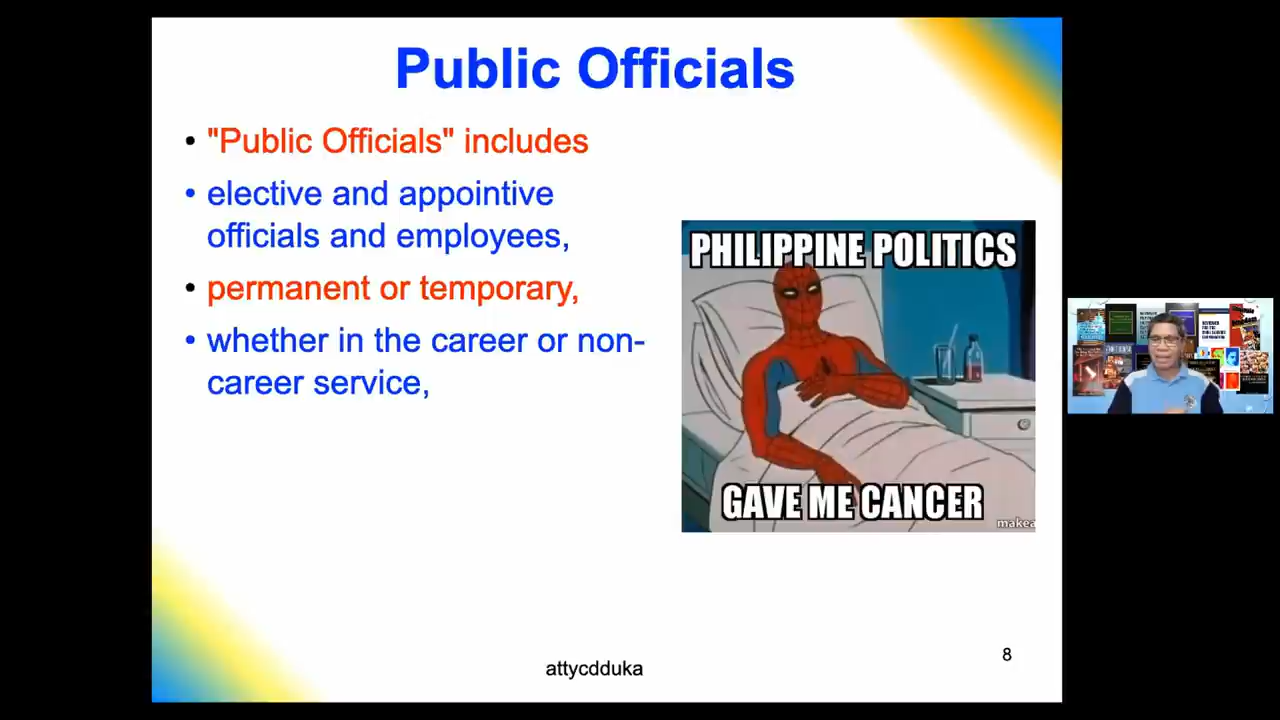 Public Officials
• "Public Officials" includes
• elective and appointive
officials and employees,
• permanent or temporary,
• whether in the career or non-
career service,
PHILIPPINE POLITICS
GAVE ME CANCER
makea
attycdduka
8